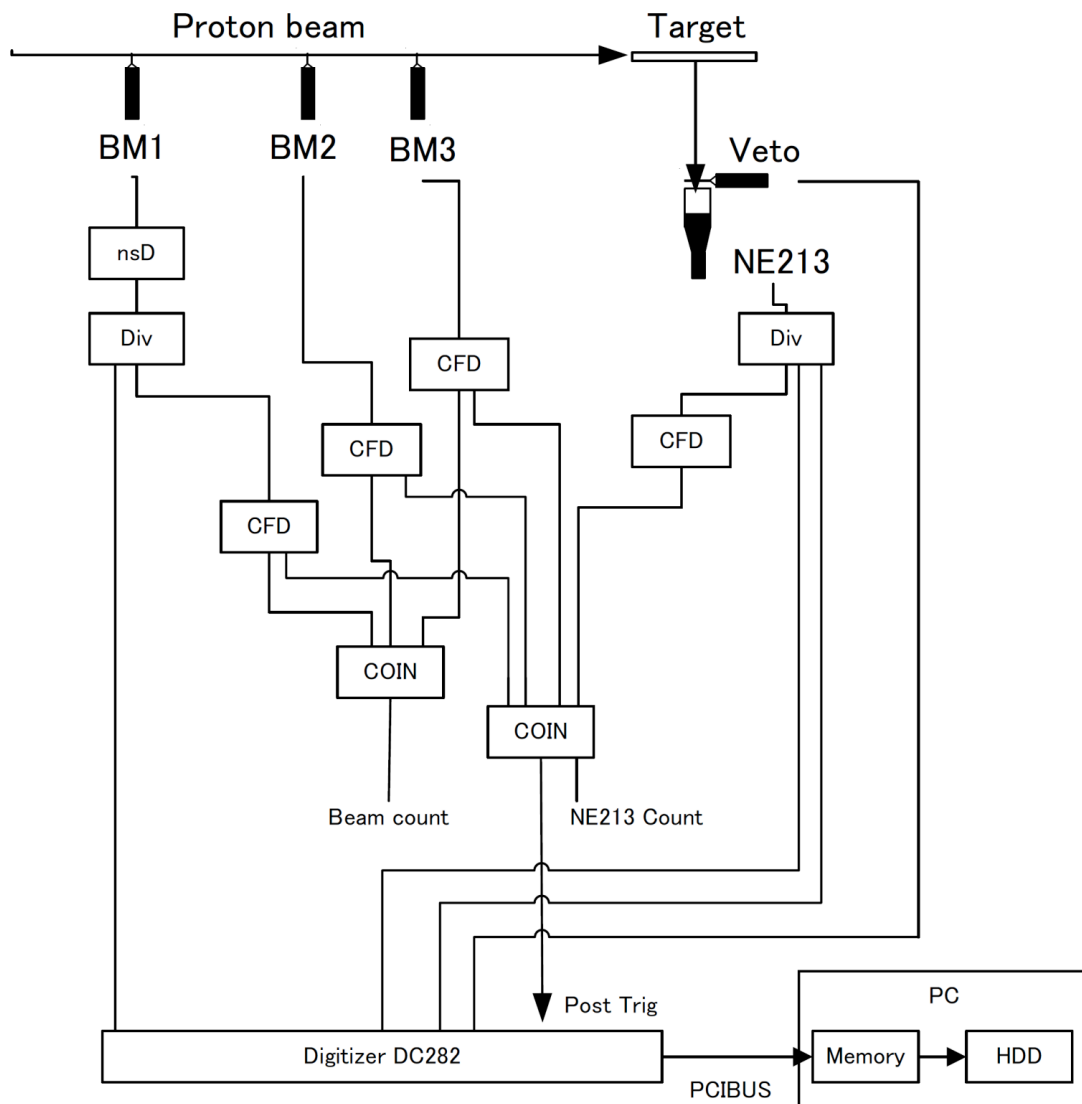 Proton beam
Target
BM1
BM2
BM3
Veto
nsD
NE213
Div
Div
CFD
CFD
CFD
CFD
COIN
COIN
Beam count
NE213 Count
Post Trig
PC
Digitizer DC282
Memory
HDD
PCIBUS